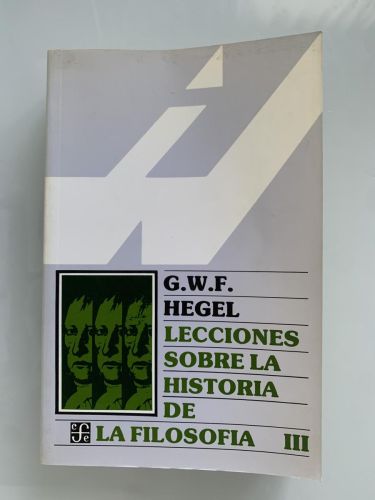 G.W.F.
HEGEL
LECCIONES
SOBRE LA
HISTORIA
DE
LA FILOSOFIA III